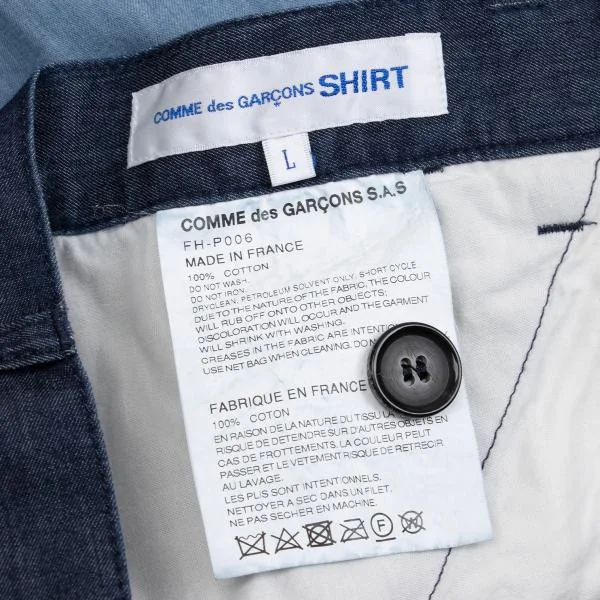 COMME des GARÇONS SHIRT
L
COMME des GARÇONS S.A.S
FH-P006
MADE IN FRANCE
100% COTTON
DO NOT WASH.
DO NOT IRON.
DRYCLEAN, PETROLEUM SOLVENT ONLY, SHORT CYCLE
DUE TO THE NATURE OF THE FABRIC, THE COLOUR
WILL RUB OFF ONTO OTHER OBJECTS;
DISCOLORATION WILL OCCUR AND THE GARMENT
WILL SHRINK WITH WASHING.
CREASES IN THE FABRIC ARE INTENTIONAL
USE NET BAG WHEN CLEANING. DO NO
FABRIQUE EN FRANCE
100% COTON
EN RAISON DE LA NATURE DU TISSU LA
RISQUE DE DETEINDRE SUR D'AUTRES OBJETS EN
CAS DE FROTTEMENTS. LA COULEUR PEUT
PASSER ET LE VETEMENT RISQUE DE RETRECIR
AU LAVAGE.
LES PLIS SONT INTENTIONNELS.
NETTOYER A SEC DANS UN FILET,
NE PAS SECHER EN MACHINE.
F